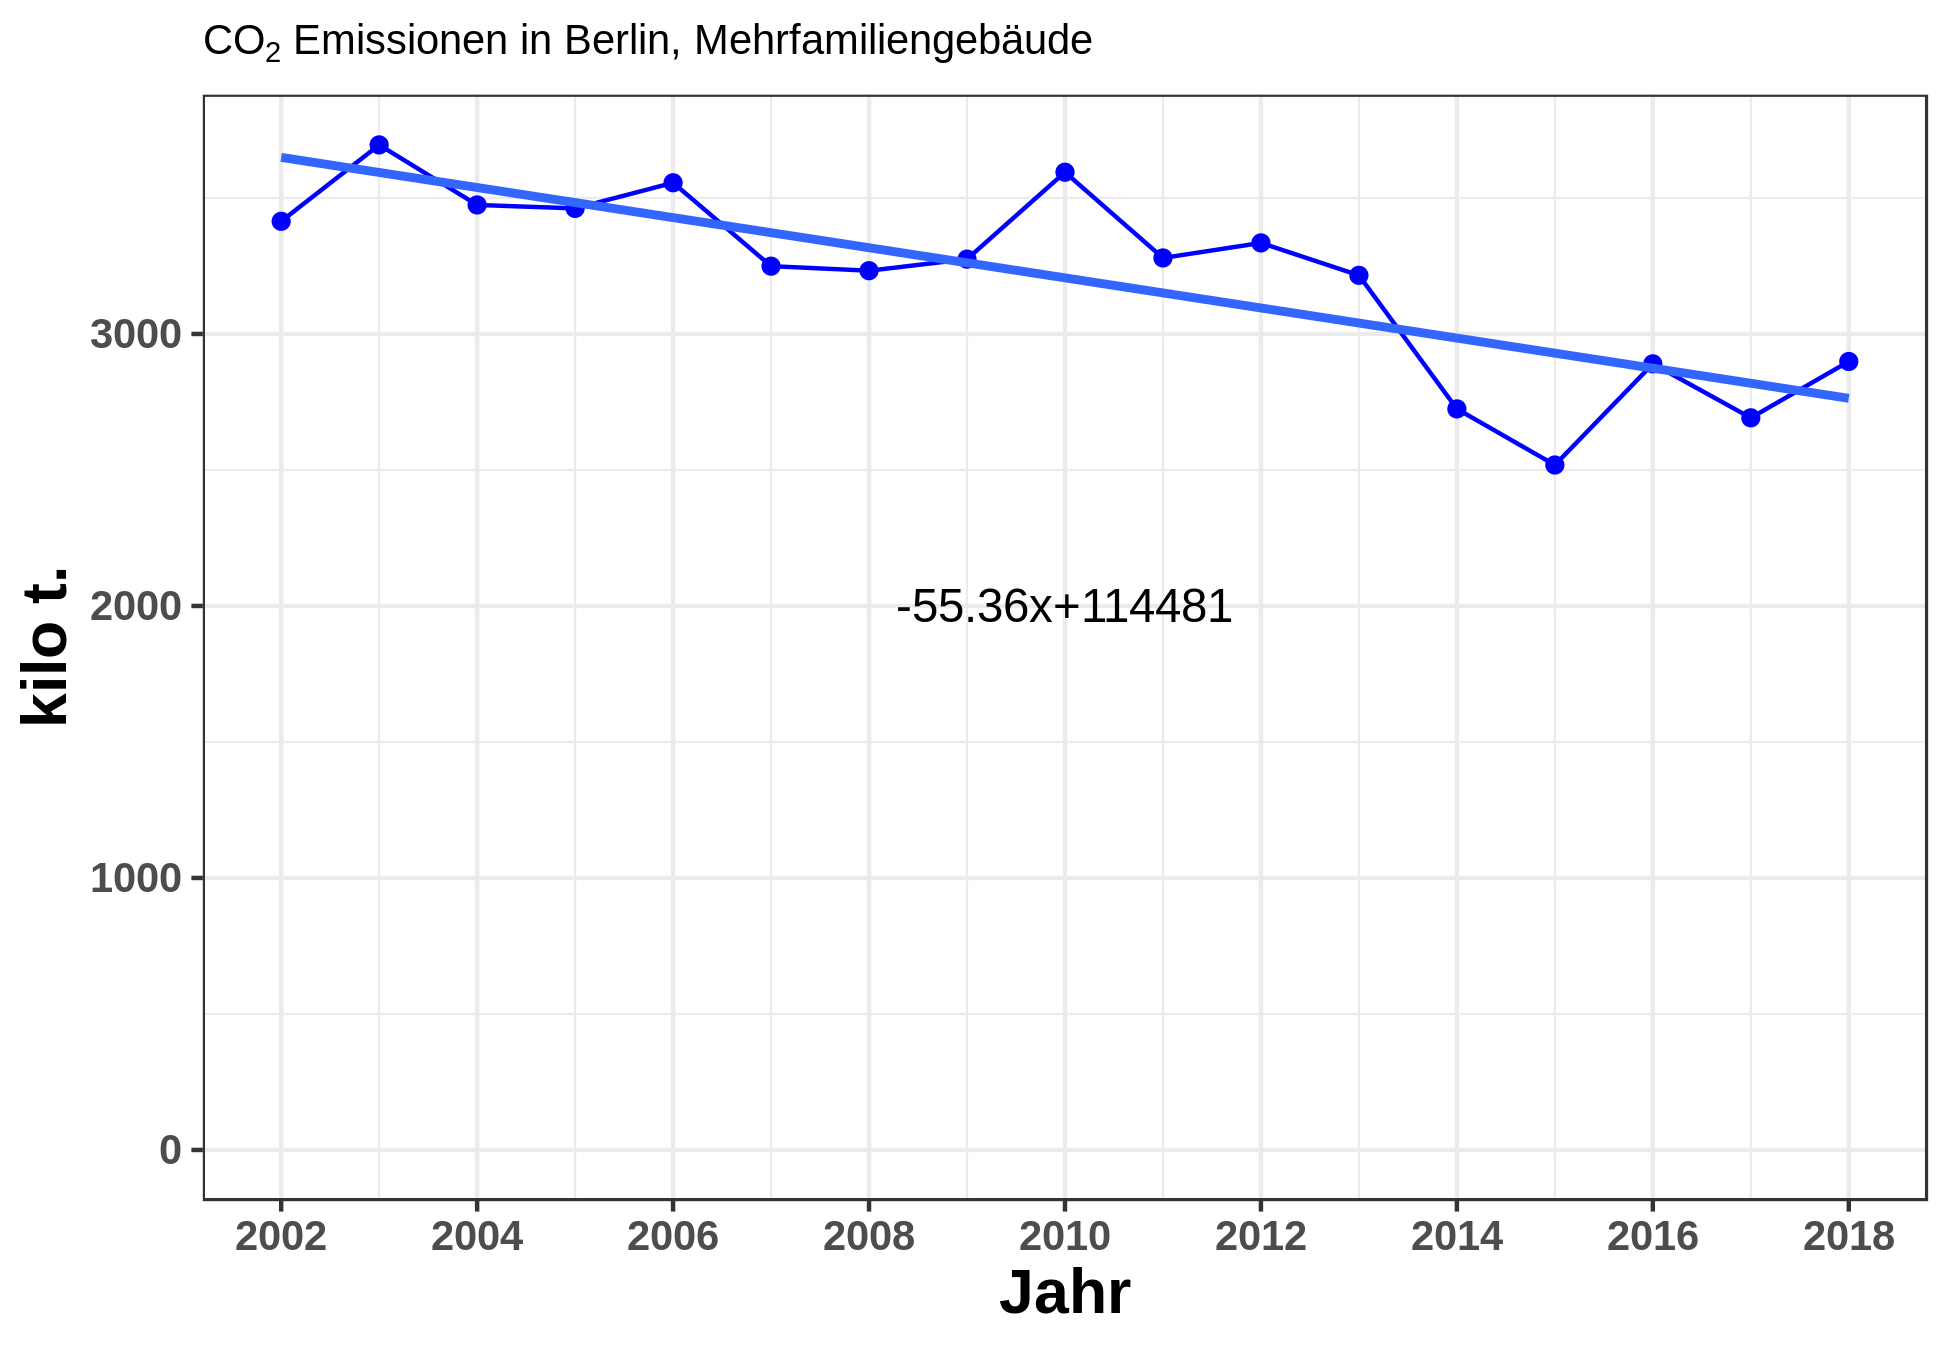 CO₂ Emissionen in Berlin, Mehrfamiliengebäude
kilo t.
3000
2000
1000
0
-55.36x+114481
2002 2004 2006 2008 2010 2012 2014 2016 2018
Jahr